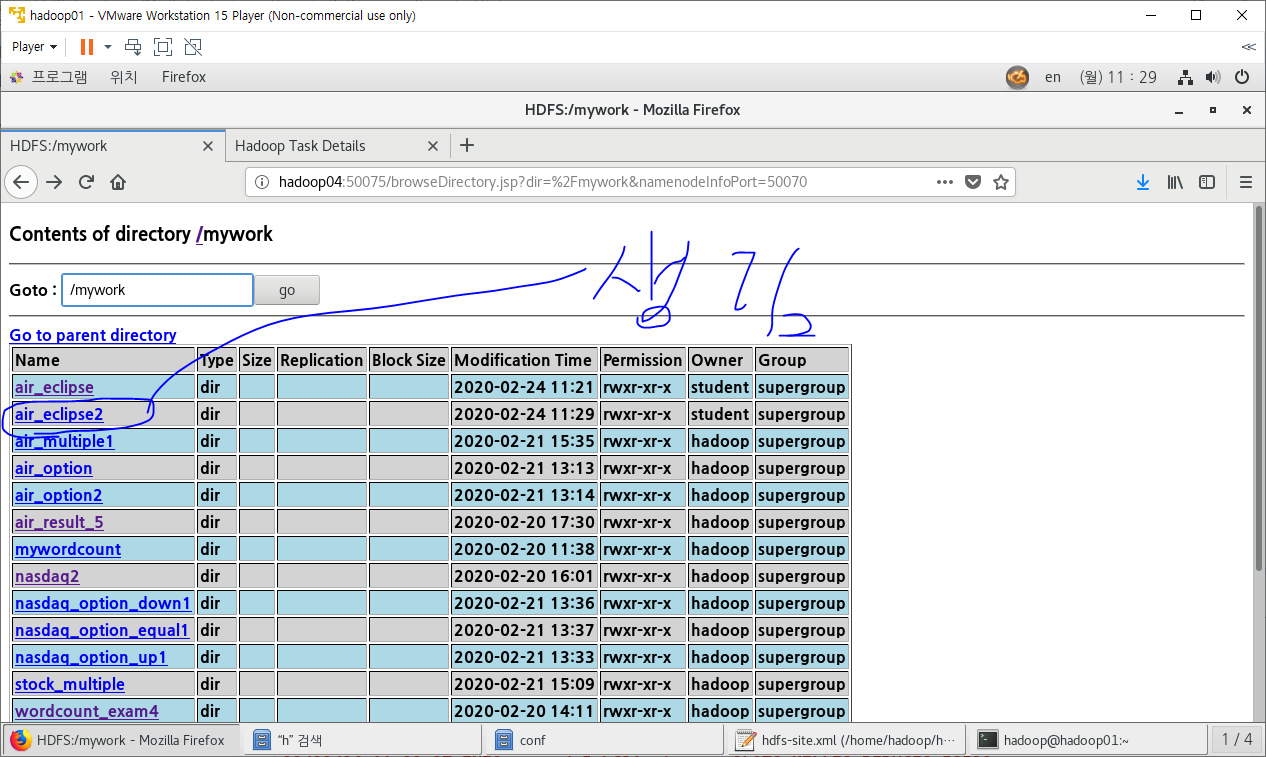 hadoop01 - VMware Workstation 15 Player (Non-commercial use only)
Player
프로그램 위치 Firefox en (월) 11 : 29
HDFS:/mywork - Mozilla Firefox
HDFS:/mywork Hadoop Task Details
hadoop04:50075/browseDirectory.jsp?dir=%2Fmywork&namenodeInfoPort=50070
Contents of directory /mywork
생김
Goto : /mywork go
Go to parent directory
Name Type Size Replication Block Size Modification Time Permission Owner Group
air_eclipse dir 2020-02-24 11:21 rwxr-xr-x student supergroup
air_eclipse2 dir 2020-02-24 11:29 rwxr-xr-x student supergroup
air_multiple1 dir 2020-02-21 15:35 rwxr-xr-x hadoop supergroup
air_option dir 2020-02-21 13:13 rwxr-xr-x hadoop supergroup
air_option2 dir 2020-02-21 13:14 rwxr-xr-x hadoop supergroup
air_result_5 dir 2020-02-20 17:30 rwxr-xr-x hadoop supergroup
mywordcount dir 2020-02-20 11:38 rwxr-xr-x hadoop supergroup
nasdaq2 dir 2020-02-20 16:01 rwxr-xr-x hadoop supergroup
nasdaq_option_down1 dir 2020-02-21 13:36 rwxr-xr-x hadoop supergroup
nasdaq_option_equal1 dir 2020-02-21 13:37 rwxr-xr-x hadoop supergroup
nasdaq_option_up1 dir 2020-02-21 13:33 rwxr-xr-x hadoop supergroup
stock_multiple dir 2020-02-21 15:09 rwxr-xr-x hadoop supergroup
wordcount_exam4 dir 2020-02-20 14:11 rwxr-xr-x hadoop supergroup
HDFS:/mywork - Mozilla Firefox "h" 검색 conf hdfs-site.xml (/home/hadoop/h... hadoop@hadoop01:~ 1 / 4